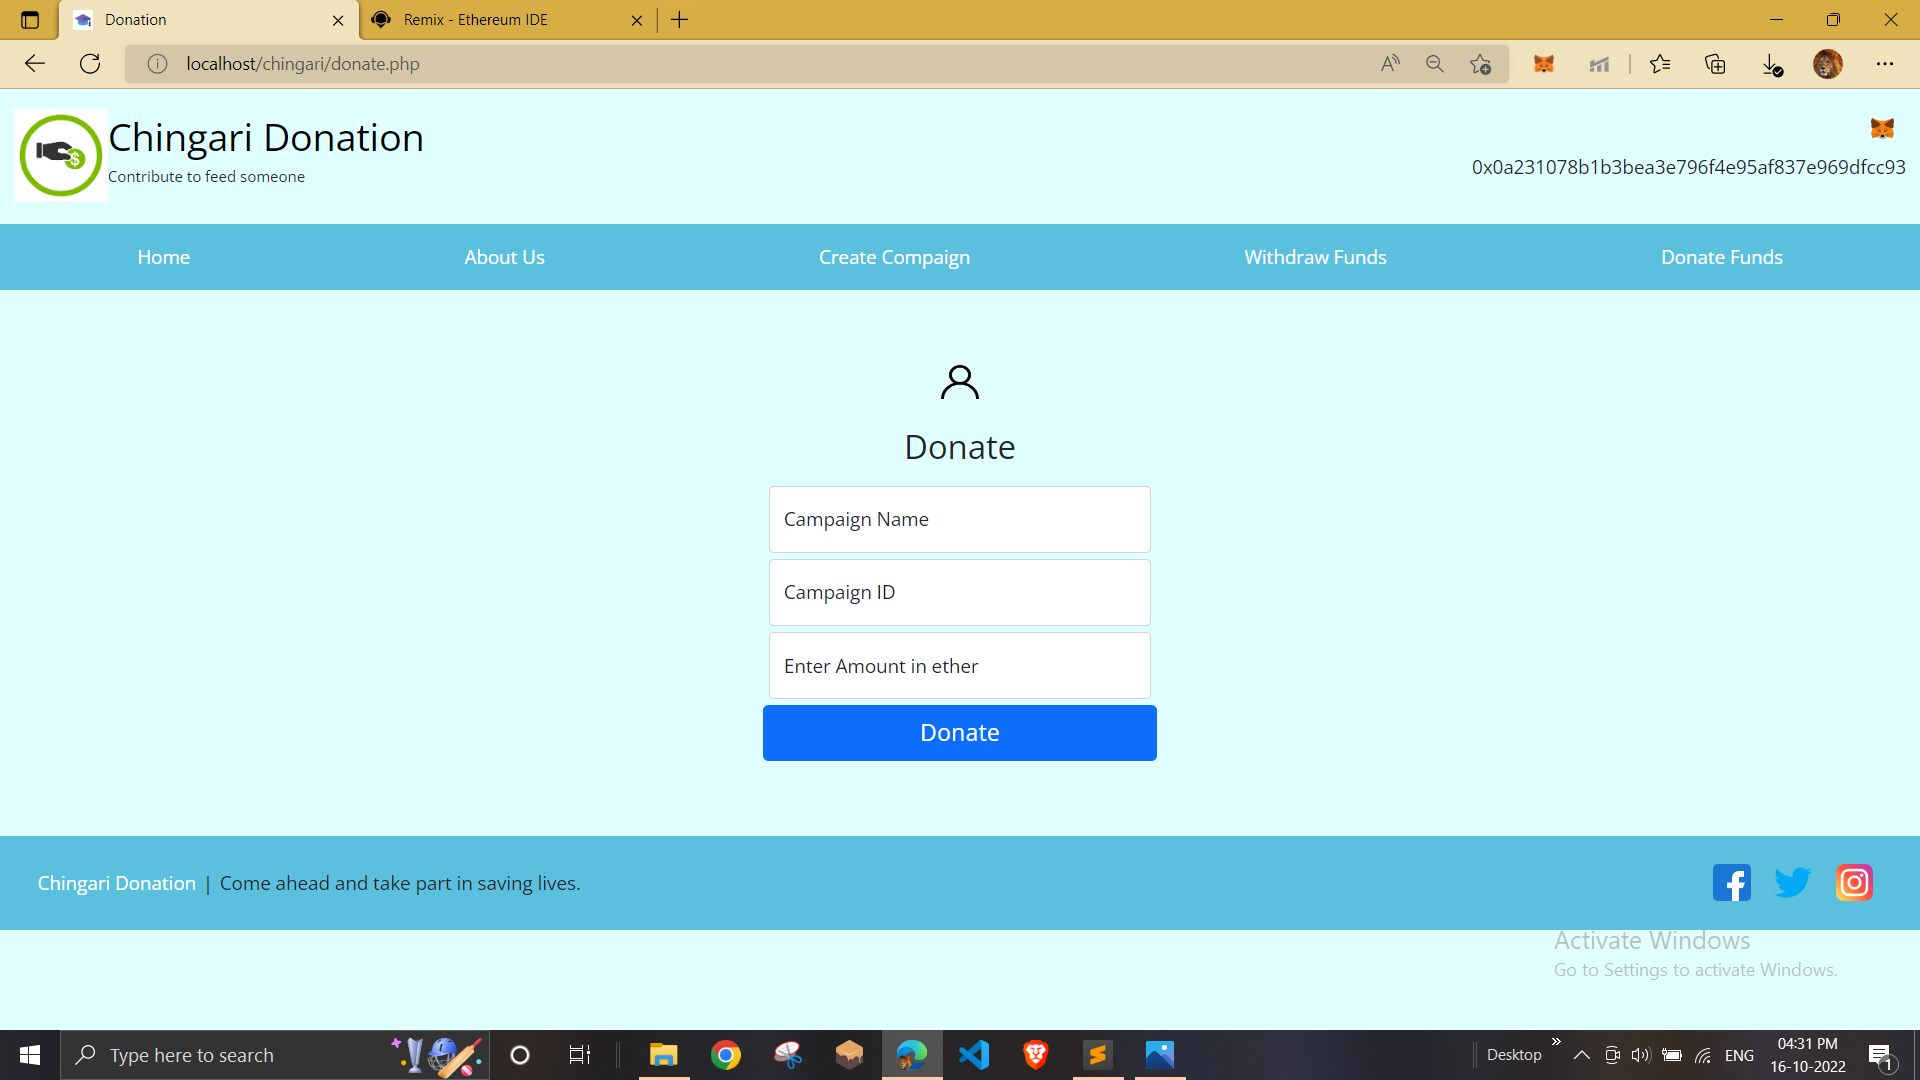 Donation
Remix - Ethereum IDE
localhost/chingari/donate.php
Chingari Donation
Contribute to feed someone
0x0a231078b1b3bea3e796f4e95af837e969dfcc93
Home
About Us
Create Compaign
Withdraw Funds
Donate Funds
Donate
Campaign Name
Campaign ID
Enter Amount in ether
Donate
Chingari Donation | Come ahead and take part in saving lives.
Activate Windows
Go to Settings to activate Windows.
Type here to search
Desktop
ENG
04:31 PM
16-10-2022
1